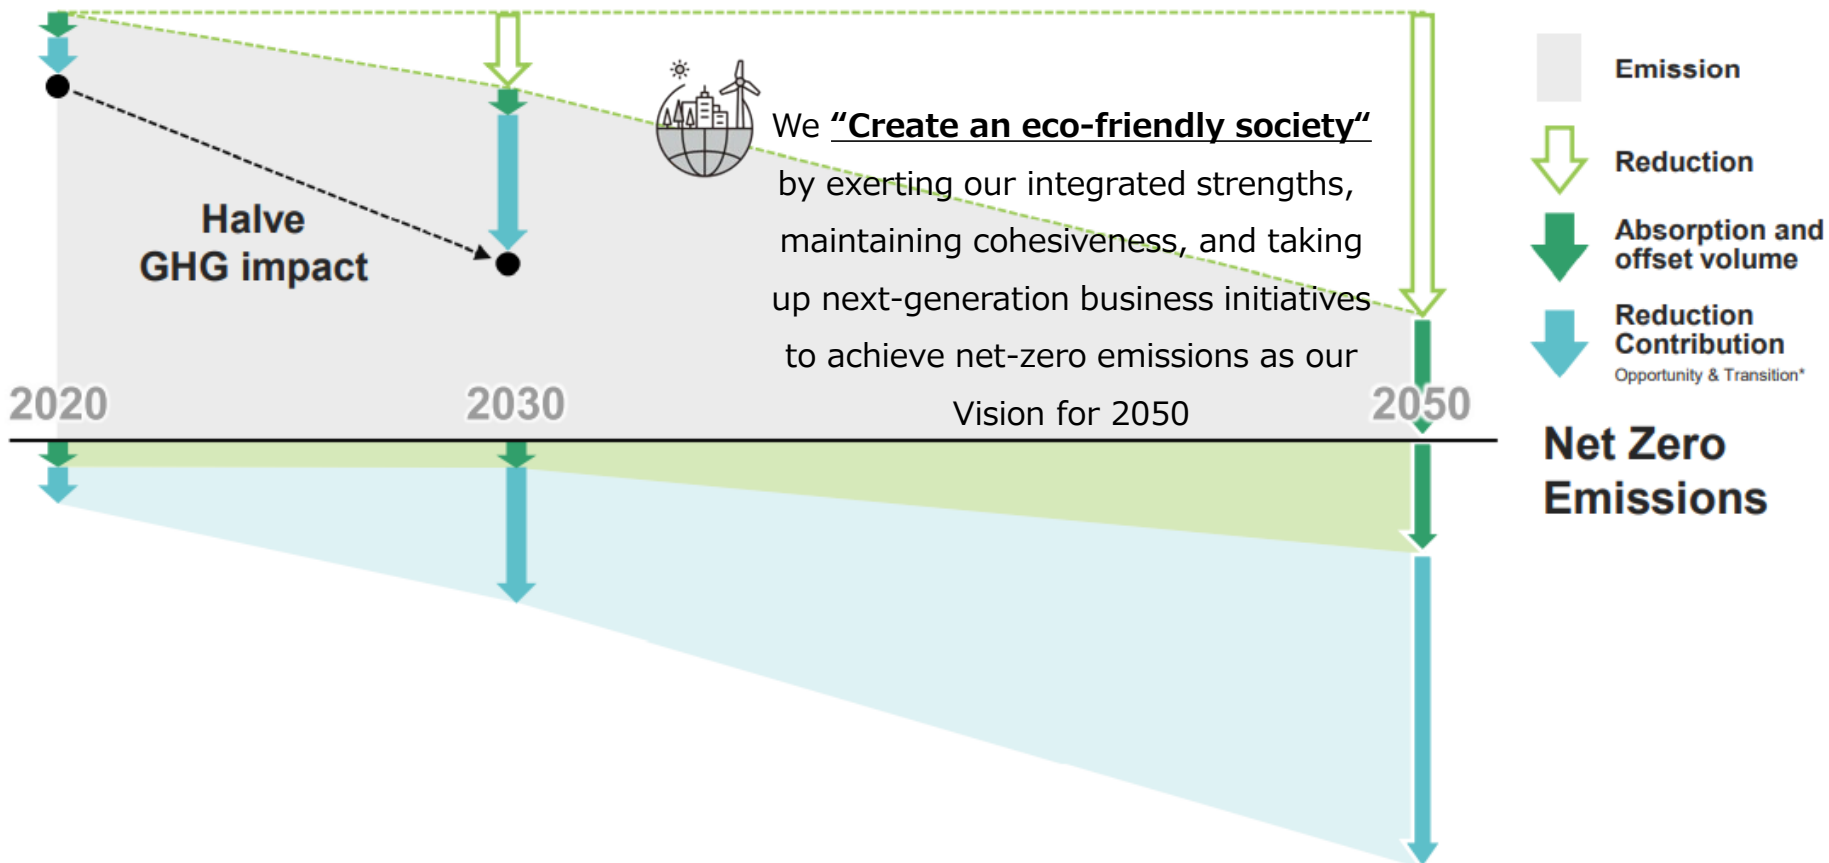 Halve
GHG impact
We “Create an eco-friendly society“
by exerting our integrated strengths,
maintaining cohesiveness, and taking
up next-generation business initiatives
to achieve net-zero emissions as our
Vision for 2050
2020
2030
2050
Emission
Reduction
Absorption and
offset volume
Reduction
Contribution
Opportunity & Transition*
Net Zero
Emissions